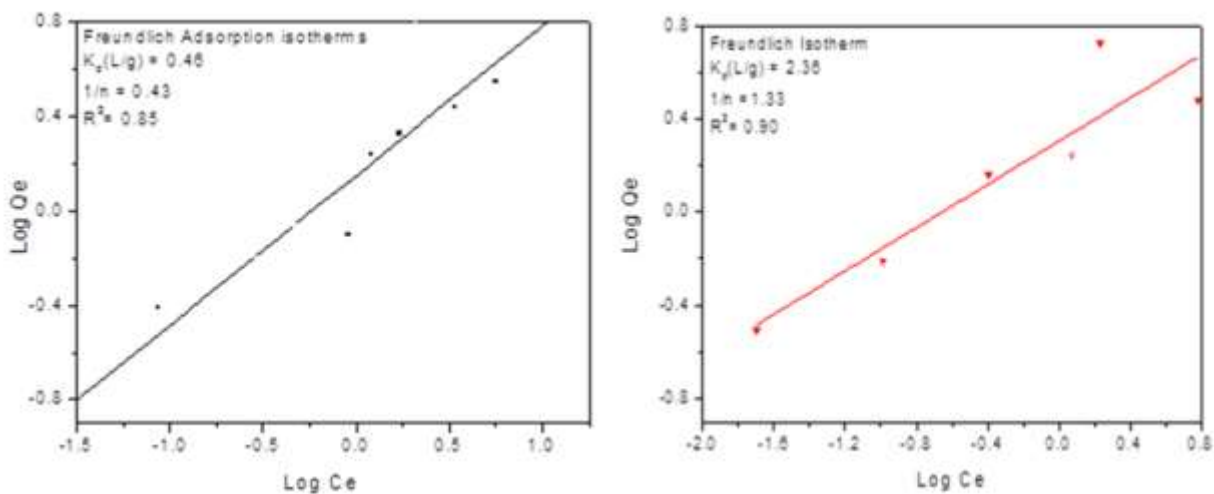 0.8
0.4
0.0
-0.4
-0.8
Log Qe
Freundlich Adsorption isotherms
(L/g) = 0.46
1/n = 0.43
R²= 0.85
-1.5
-1.0
-0.5
0.0
0.5
1.0
Log Ce
0.8
0.4
0.0
-0.4
-0.8
Log Qe
Freundlich Isotherm
(L/g) = 2.36
1/n =1.33
R²= 0.90
-2.0
-1.6
-1.2
-0.8
-0.4
0.0
0.4
0.8
Log Ce